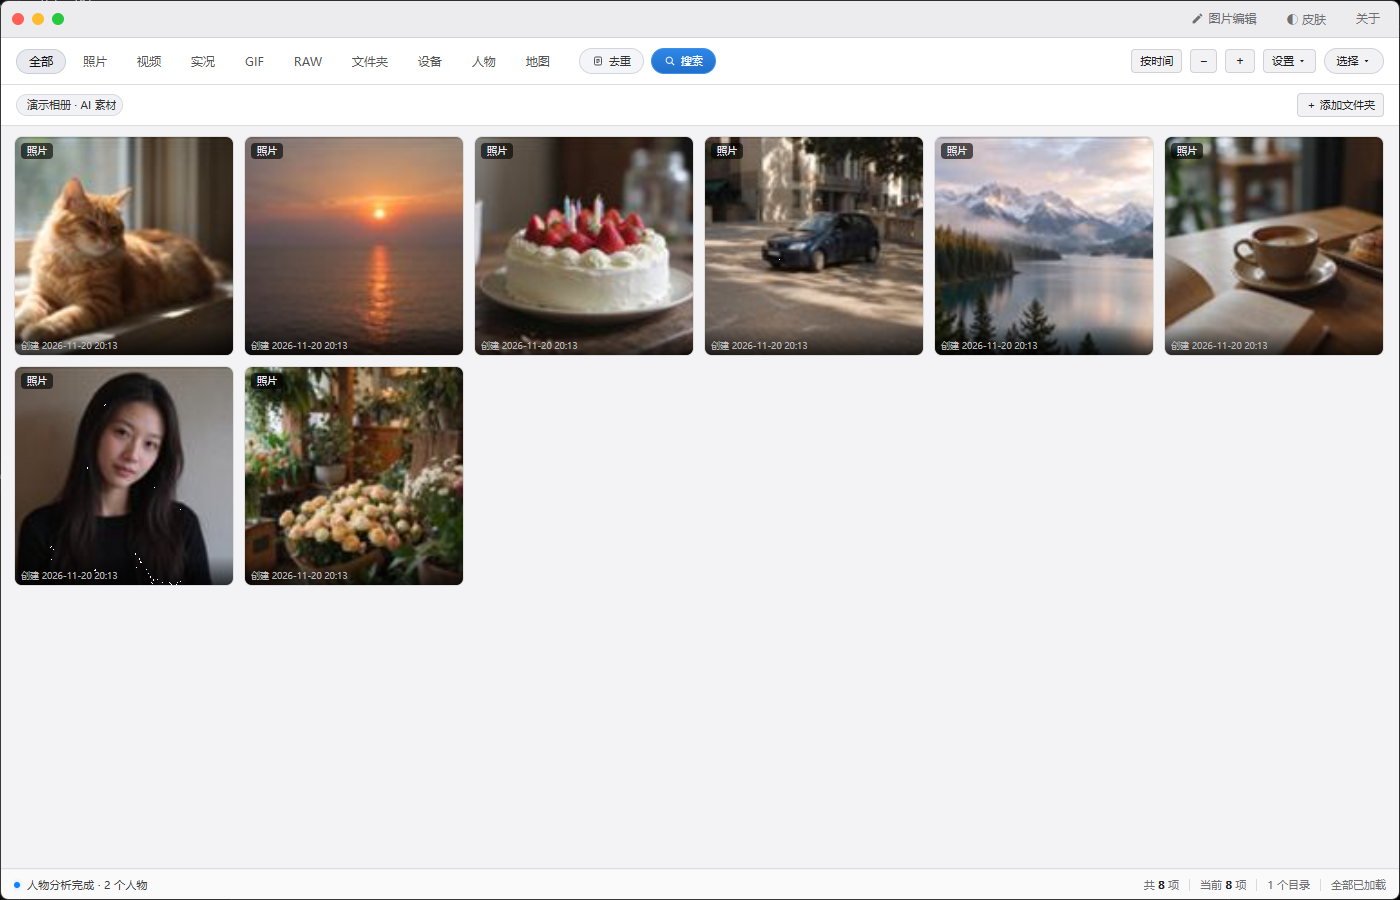 图片编辑 皮肤 关于
全部 照片 视频 实况 GIF RAW 文件夹 设备 人物 地图 去重 搜索 按时间 − + 设置 选择
演示相册 · AI 素材 + 添加文件夹
照片 照片 照片 照片 照片 照片
创建 2026-11-20 20:13 创建 2026-11-20 20:13 创建 2026-11-20 20:13 创建 2026-11-20 20:13 创建 2026-11-20 20:13 创建 2026-11-20 20:13
照片 照片
创建 2026-11-20 20:13 创建 2026-11-20 20:13
人物分析完成 · 2 个人物 共 8 项 当前 8 项 1 个目录 全部已加载